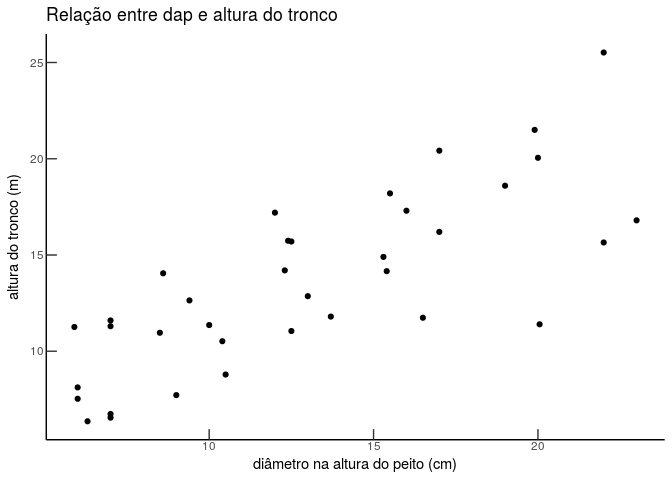 Relação entre dap e altura do tronco
altura do tronco (m)
25
20
15
10
10 15 20
diâmetro na altura do peito (cm)